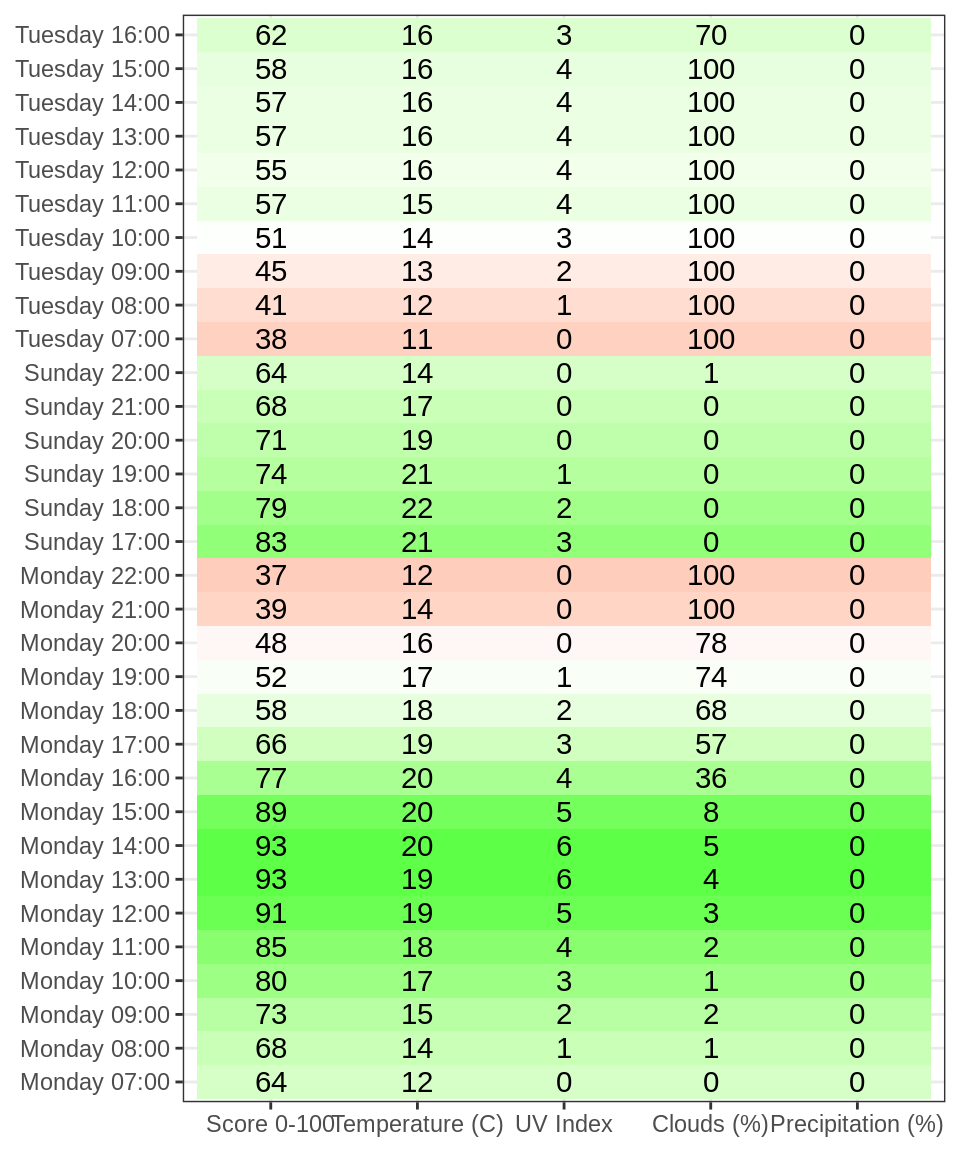 Tuesday 16:00 62 16 3 70 0
Tuesday 15:00 58 16 4 100 0
Tuesday 14:00 57 16 4 100 0
Tuesday 13:00 57 16 4 100 0
Tuesday 12:00 55 16 4 100 0
Tuesday 11:00 57 15 4 100 0
Tuesday 10:00 51 14 3 100 0
Tuesday 09:00 45 13 2 100 0
Tuesday 08:00 41 12 1 100 0
Tuesday 07:00 38 11 0 100 0
Sunday 22:00 64 14 0 1 0
Sunday 21:00 68 17 0 0 0
Sunday 20:00 71 19 0 0 0
Sunday 19:00 74 21 1 0 0
Sunday 18:00 79 22 2 0 0
Sunday 17:00 83 21 3 0 0
Monday 22:00 37 12 0 100 0
Monday 21:00 39 14 0 100 0
Monday 20:00 48 16 0 78 0
Monday 19:00 52 17 1 74 0
Monday 18:00 58 18 2 68 0
Monday 17:00 66 19 3 57 0
Monday 16:00 77 20 4 36 0
Monday 15:00 89 20 5 8 0
Monday 14:00 93 20 6 5 0
Monday 13:00 93 19 6 4 0
Monday 12:00 91 19 5 3 0
Monday 11:00 85 18 4 2 0
Monday 10:00 80 17 3 1 0
Monday 09:00 73 15 2 2 0
Monday 08:00 68 14 1 1 0
Monday 07:00 64 12 0 0 0
Score 0-100 Temperature (C) UV Index Clouds (%) Precipitation (%)